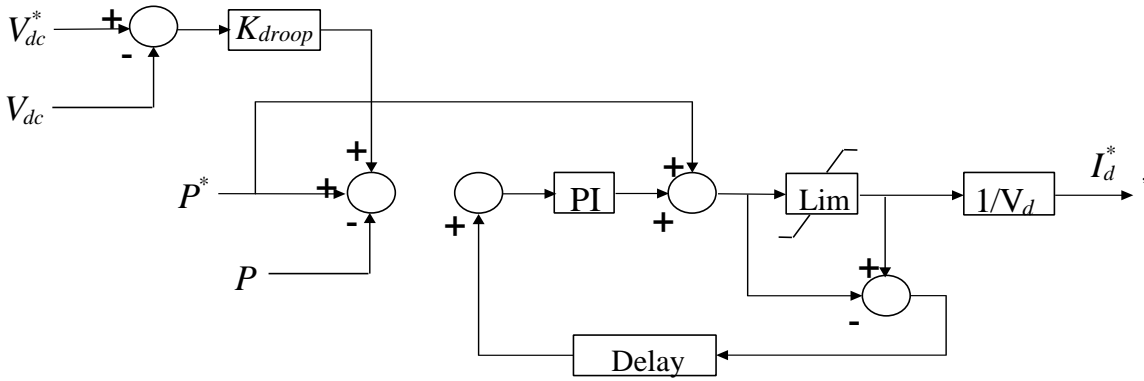 V*dc
+
-
Kdroop
Vdc
P*
+
+
-
P
+
PI
+
+
Lim
1/Vd
I*d
,
+
-
Delay